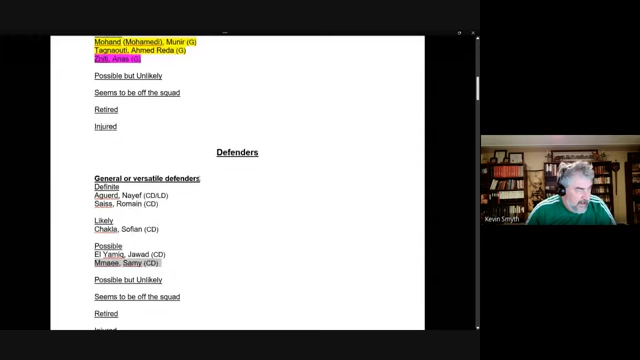 Mohand (Mohamedi), Munir (G)
Tagnaouti, Ahmed Reda (G)
Zniti, Anas (G)
Possible but Unlikely
Seems to be off the squad
Retired
Injured
Defenders
General or versatile defenders
Definite
Aguerd, Nayef (CD/LD)
Saiss, Romain (CD)
Likely
Chakla, Sofian (CD)
Possible
El Yamiq, Jawad (CD)
Mmaee, Samy (CD)
Possible but Unlikely
Seems to be off the squad
Retired
Injured
Kevin Smyth